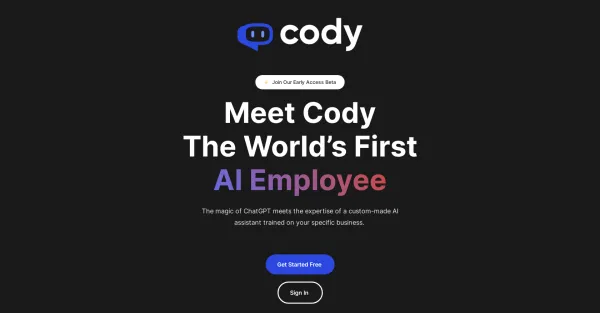 cody
Join Our Early Access Beta
Meet Cody
The World’s First
AI Employee
The magic of ChatGPT meets the expertise of a custom-made AI
assistant trained on your specific business.
Get Started Free
Sign In